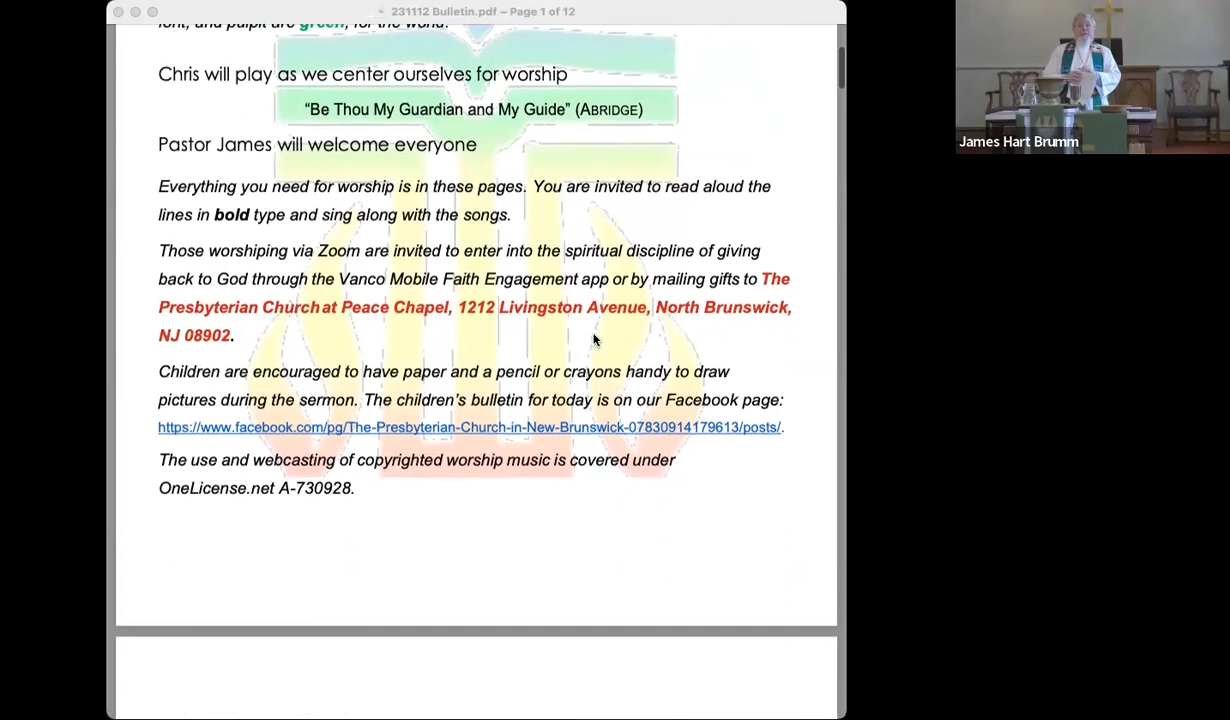 231112 Bulletin.pdf – Page 1 of 12
font, and pulpit are green, for the world.
Chris will play as we center ourselves for worship
“Be Thou My Guardian and My Guide” (ABRIDGE)
Pastor James will welcome everyone
Everything you need for worship is in these pages. You are invited to read aloud the
lines in bold type and sing along with the songs.
Those worshiping via Zoom are invited to enter into the spiritual discipline of giving
back to God through the Vanco Mobile Faith Engagement app or by mailing gifts to The
Presbyterian Church at Peace Chapel, 1212 Livingston Avenue, North Brunswick,
NJ 08902.
Children are encouraged to have paper and a pencil or crayons handy to draw
pictures during the sermon. The children’s bulletin for today is on our Facebook page:
https://www.facebook.com/pg/The-Presbyterian-Church-in-New-Brunswick-07830914179613/posts/.
The use and webcasting of copyrighted worship music is covered under
OneLicense.net A-730928.
James Hart Brumm